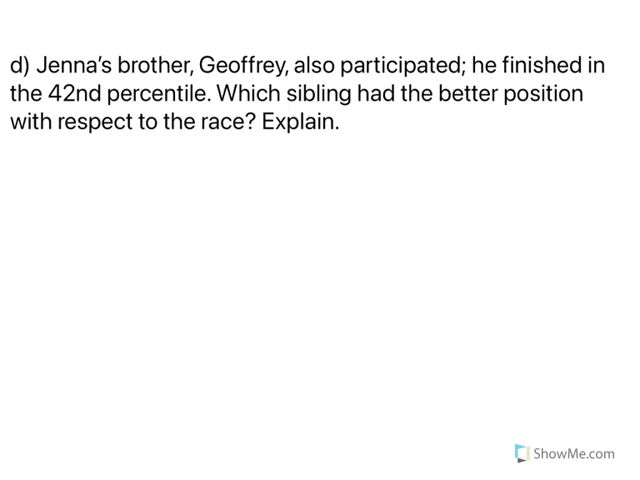 d) Jenna’s brother, Geoffrey, also participated; he finished in
the 42nd percentile. Which sibling had the better position
with respect to the race? Explain.
ShowMe.com